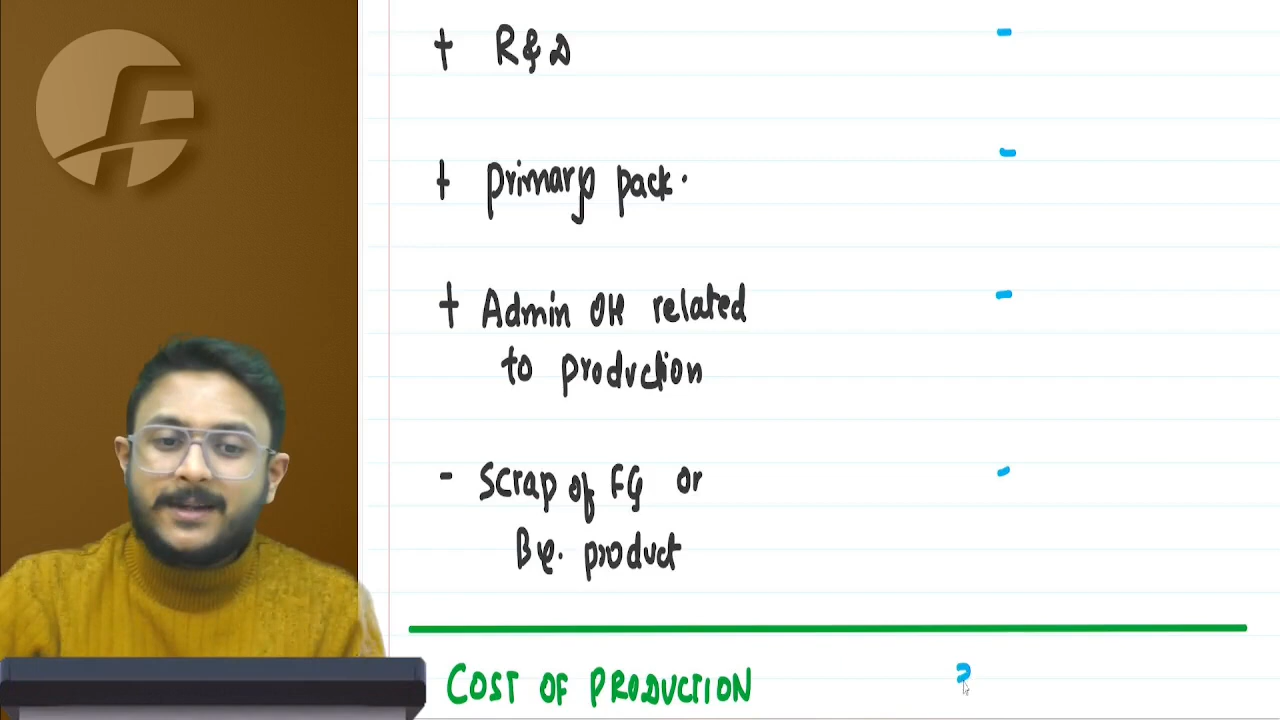 + R&D -
+ Primary pack. -
+ Admin OH related -
to production
- Scrap of FG or -
By. product
COST OF PRODUCTION